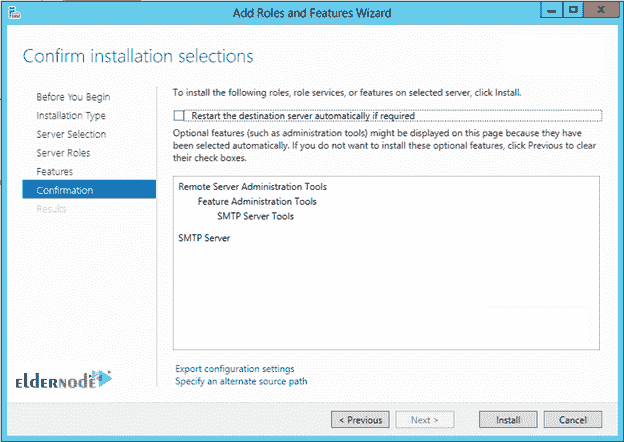 Add Roles and Features Wizard
Confirm installation selections
Before You Begin
Installation Type
Server Selection
Server Roles
Features
Confirmation
Results
To install the following roles, role services, or features on selected server, click Install.
Restart the destination server automatically if required
Optional features (such as administration tools) might be displayed on this page because they have
been selected automatically. If you do not want to install these optional features, click Previous to clear
their check boxes.
Remote Server Administration Tools
Feature Administration Tools
SMTP Server Tools
SMTP Server
Export configuration settings
Specify an alternate source path
elderNODE
< Previous
Next >
Install
Cancel